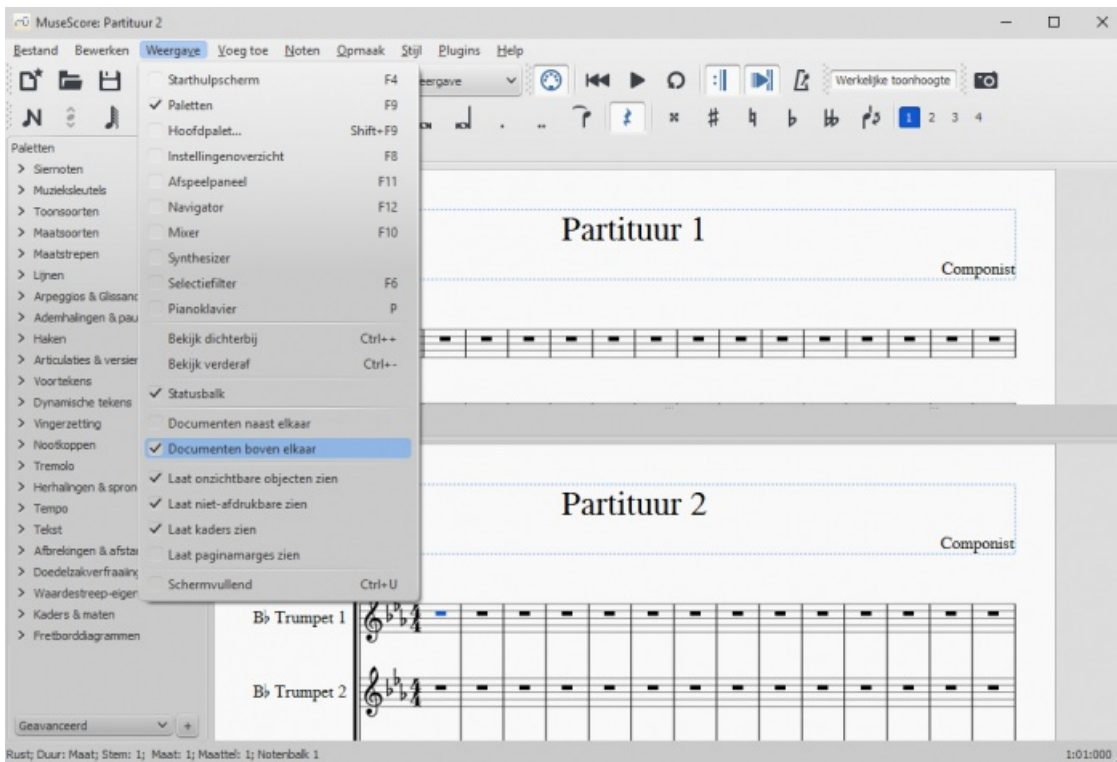 MuseScore: Partituur 2
Bestand Bewerken Weergave Voeg toe Noten Opmaak Stijl Plugins Help
Starthulpscherm F4
Paletten F9
Hoofdpalet... Shift+F9
Instellingenoverzicht F8
Afspeelpaneel F11
Navigator F12
Mixer F10
Synthesizer
Selectiefilter F6
Pianoklavier P
Bekijk dichterbij Ctrl++
Bekijk verderaf Ctrl+-
Statusbalk
Documenten naast elkaar
Documenten boven elkaar
Laat onzichtbare objecten zien
Laat niet-afdrukbare zien
Laat kaders zien
Laat paginamarges zien
Schermvullend Ctrl+U
eergave
Werkelijke toonhoogte
1 2 3 4
Paletten
Siernoten
Muzieksleutels
Toonsoorten
Maatsoorten
Maatstrepen
Lijnen
Arpeggios & Glissand
Ademhalingen & pau
Haken
Articulaties & versier
Voortekens
Dynamische tekens
Vingerzetting
Nootkoppen
Tremolo
Herhalingen & spron
Tempo
Tekst
Afbrekingen & afsta
Doedelzakverfraaiing
Waardestreep-eiger
Kaders & maten
Fretborddiagrammen
Geavanceerd
Partituur 1
Componist
Partituur 2
Componist
B♭ Trumpet 1
B♭ Trumpet 2
Rust; Duur: Maat; Stem: 1; Maat: 1; Maattel: 1; Notenbalk 1
1:01:000